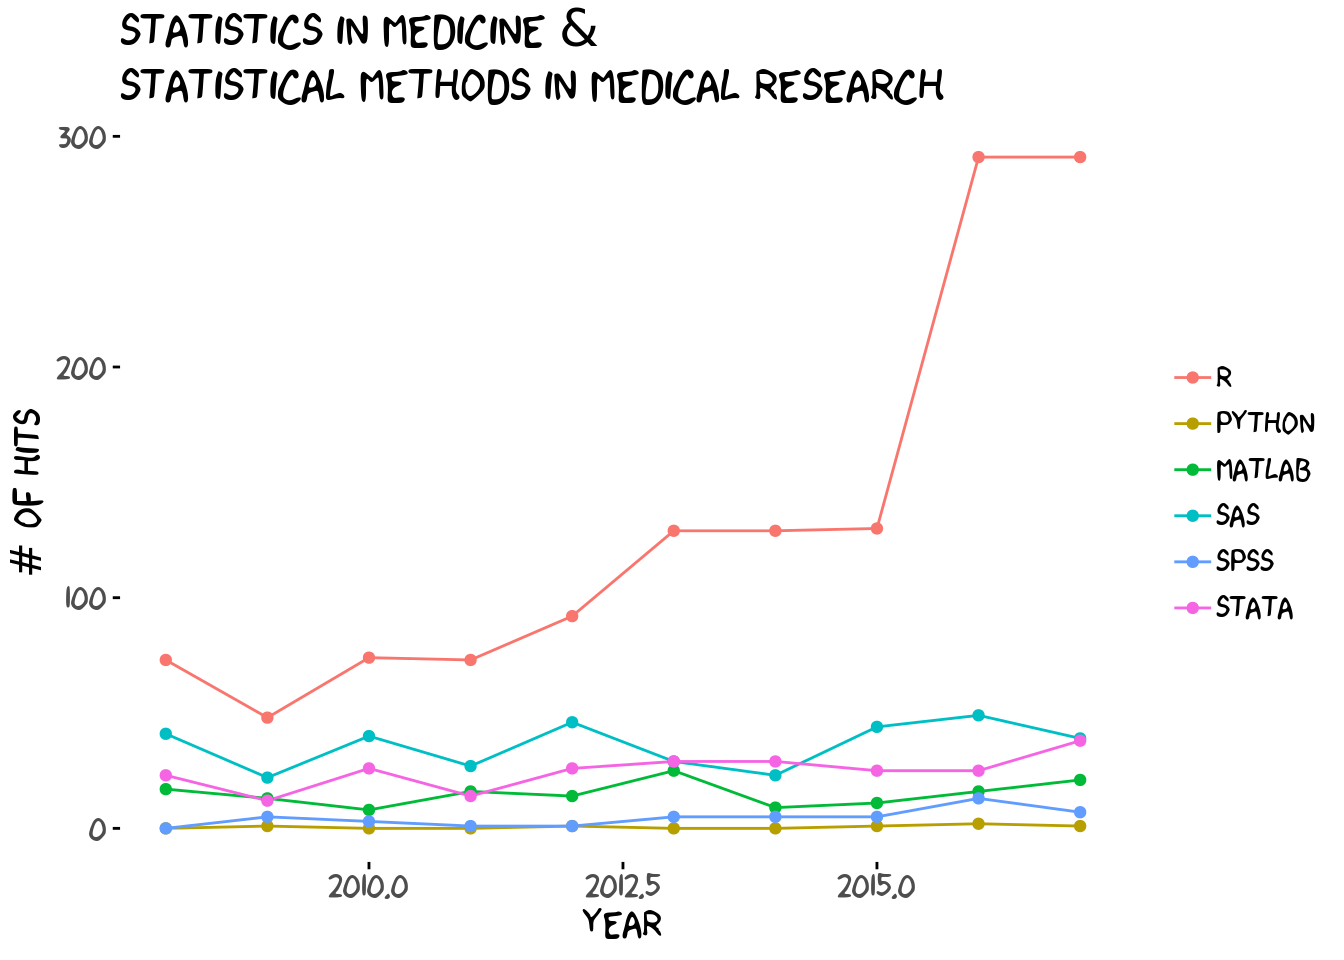 STATISTICS IN MEDICINE &
STATISTICAL METHODS IN MEDICAL RESEARCH
300
200
100
0
# OF HITS
2010.0 2012.5 2015.0
YEAR
R
PYTHON
MATLAB
SAS
SPSS
STATA